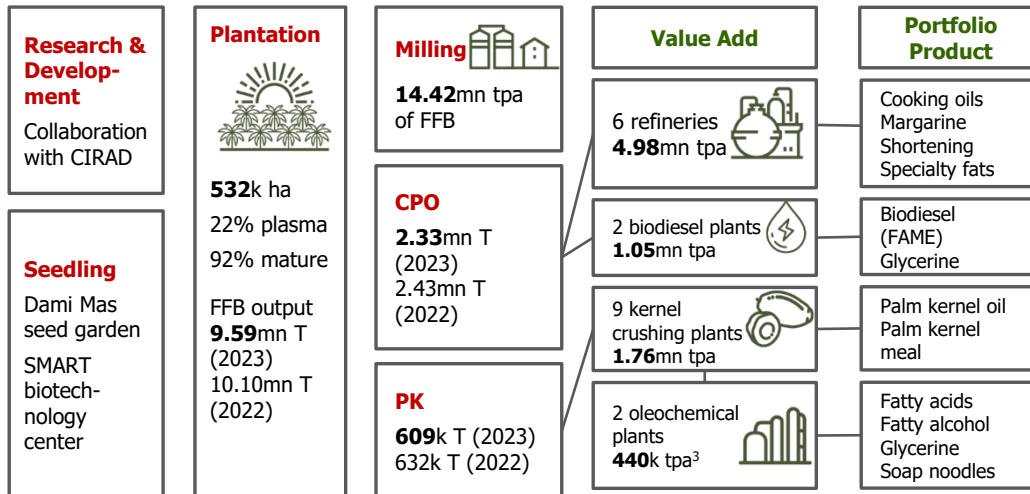 Research &
Develop-
ment
Collaboration
with CIRAD
Seedling
Dami Mas
seed garden
SMART
biotech-
nology
center
Plantation
532k ha
22% plasma
92% mature
FFB output
9.59mn T
(2023)
10.10mn T
(2022)
Milling
14.42mn tpa
of FFB
CPO
2.33mn T
(2023)
2.43mn T
(2022)
PK
609k T (2023)
632k T (2022)
Value Add
6 refineries
4.98mn tpa
2 biodiesel plants
1.05mn tpa
9 kernel
crushing plants
1.76mn tpa
2 oleochemical
plants
440k tpa³
Portfolio
Product
Cooking oils
Margarine
Shortening
Specialty fats
Biodiesel
(FAME)
Glycerine
Palm kernel oil
Palm kernel
meal
Fatty acids
Fatty alcohol
Glycerine
Soap noodles